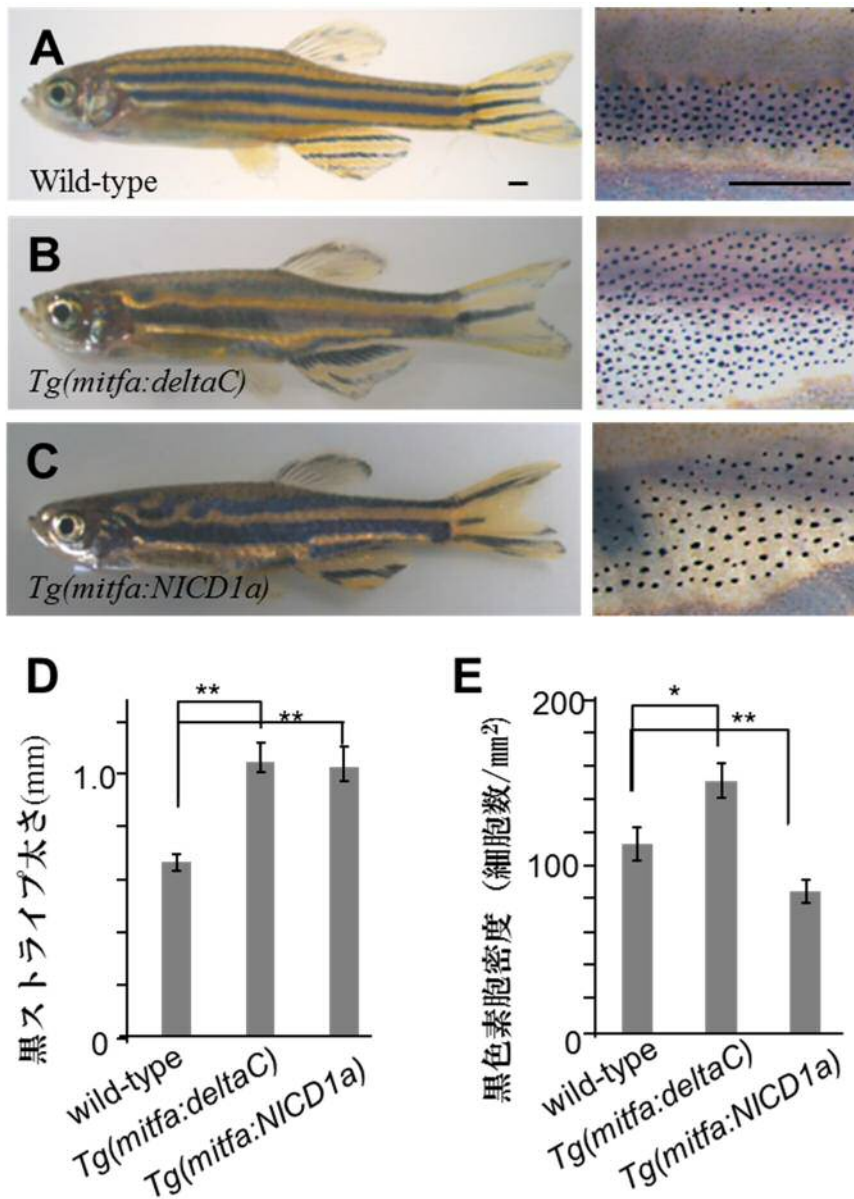 A
Wild-type
B
Tg(mitfa:deltaC)
C
Tg(mitfa:NICD1a)
D
**
**
黒ストライプ太さ(mm)
1.0
0
wild-type
Tg(mitfa:deltaC)
Tg(mitfa:NICD1a)
E
*
**
黒色素胞密度 (細胞数/mm²)
200
100
0
wild-type
Tg(mitfa:deltaC)
Tg(mitfa:NICD1a)